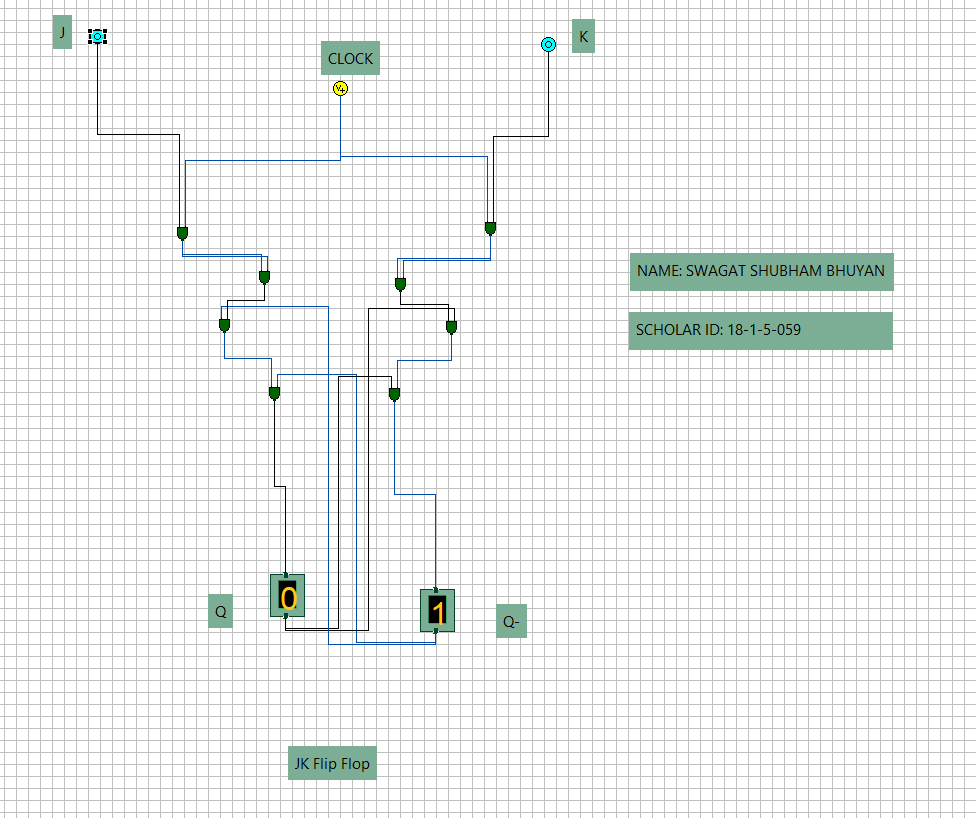 J
K
CLOCK
V+
NAME: SWAGAT SHUBHAM BHUYAN
SCHOLAR ID: 18-1-5-059
0
1
Q
Q-
JK Flip Flop